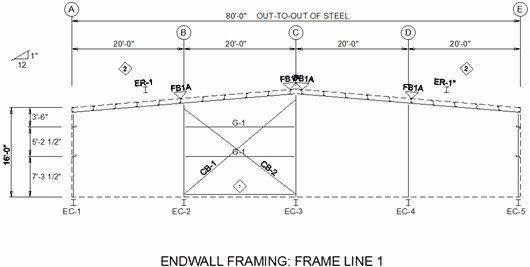 A B C D E
80'-0" OUT-TO-OUT OF STEEL
20'-0" 20'-0" 20'-0" 20'-0"
1"
12
2 2
ER-1 ER-1*
FB1A FB1A FB1A
3'-6"
G-1
16'-0"
5'-2 1/2"
G-1
CB-1 CB-2
7'-3 1/2"
1
EC-1 EC-2 EC-3 EC-4 EC-5
ENDWALL FRAMING: FRAME LINE 1